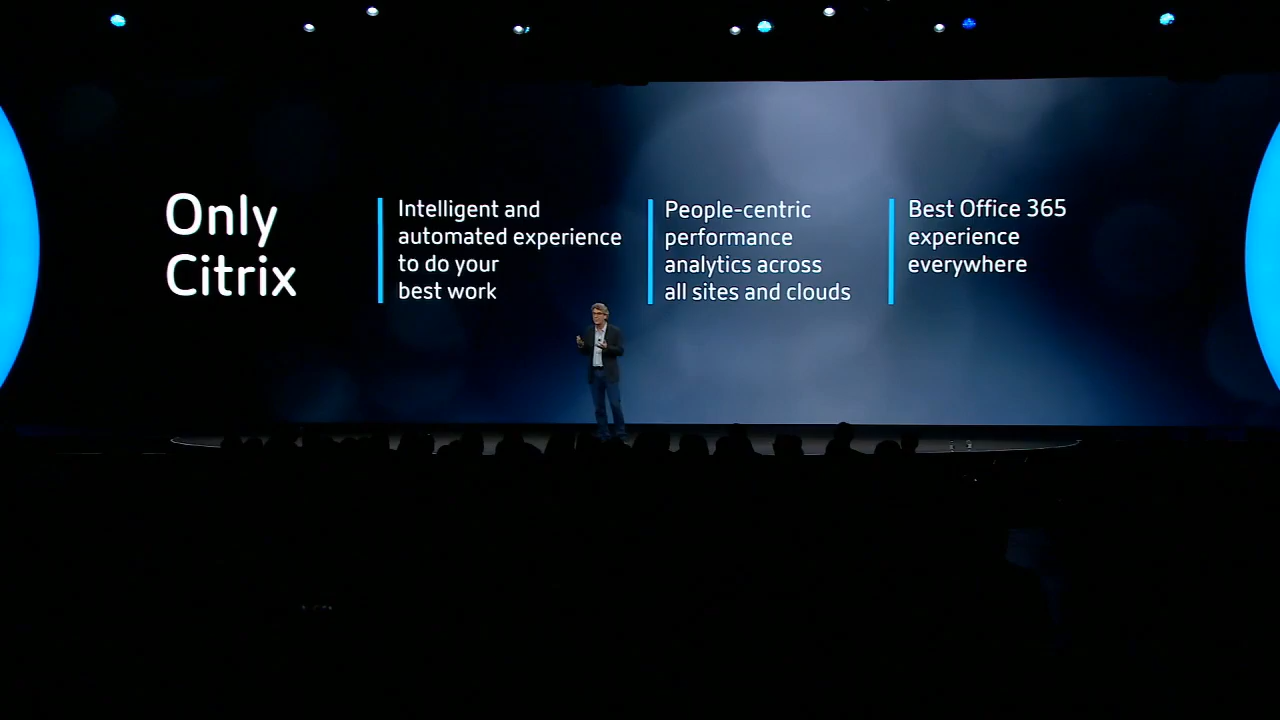 Only
Citrix
Intelligent and
automated experience
to do your
best work
People-centric
performance
analytics across
all sites and clouds
Best Office 365
experience
everywhere